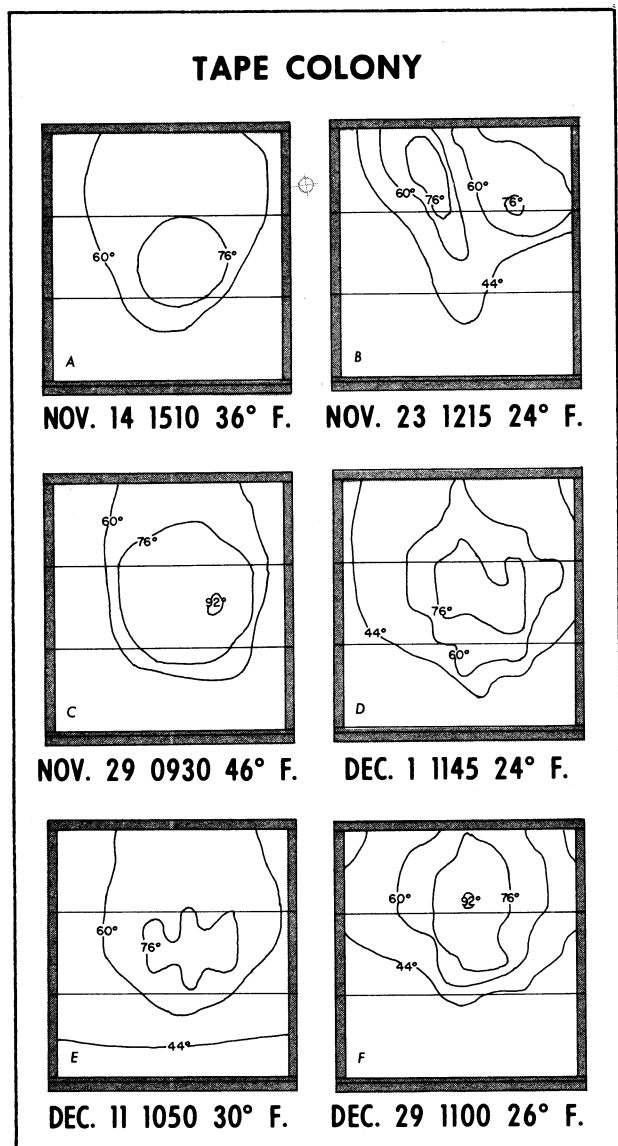 TAPE COLONY
60° 76°
A
60° 76° 60° 76°
44°
B
NOV. 14 1510 36° F. NOV. 23 1215 24° F.
60° 76°
92°
C
76°
44° 60°
D
NOV. 29 0930 46° F. DEC. 1 1145 24° F.
60° 76°
44°
E
60° 92° 76°
44°
F
DEC. 11 1050 30° F. DEC. 29 1100 26° F.